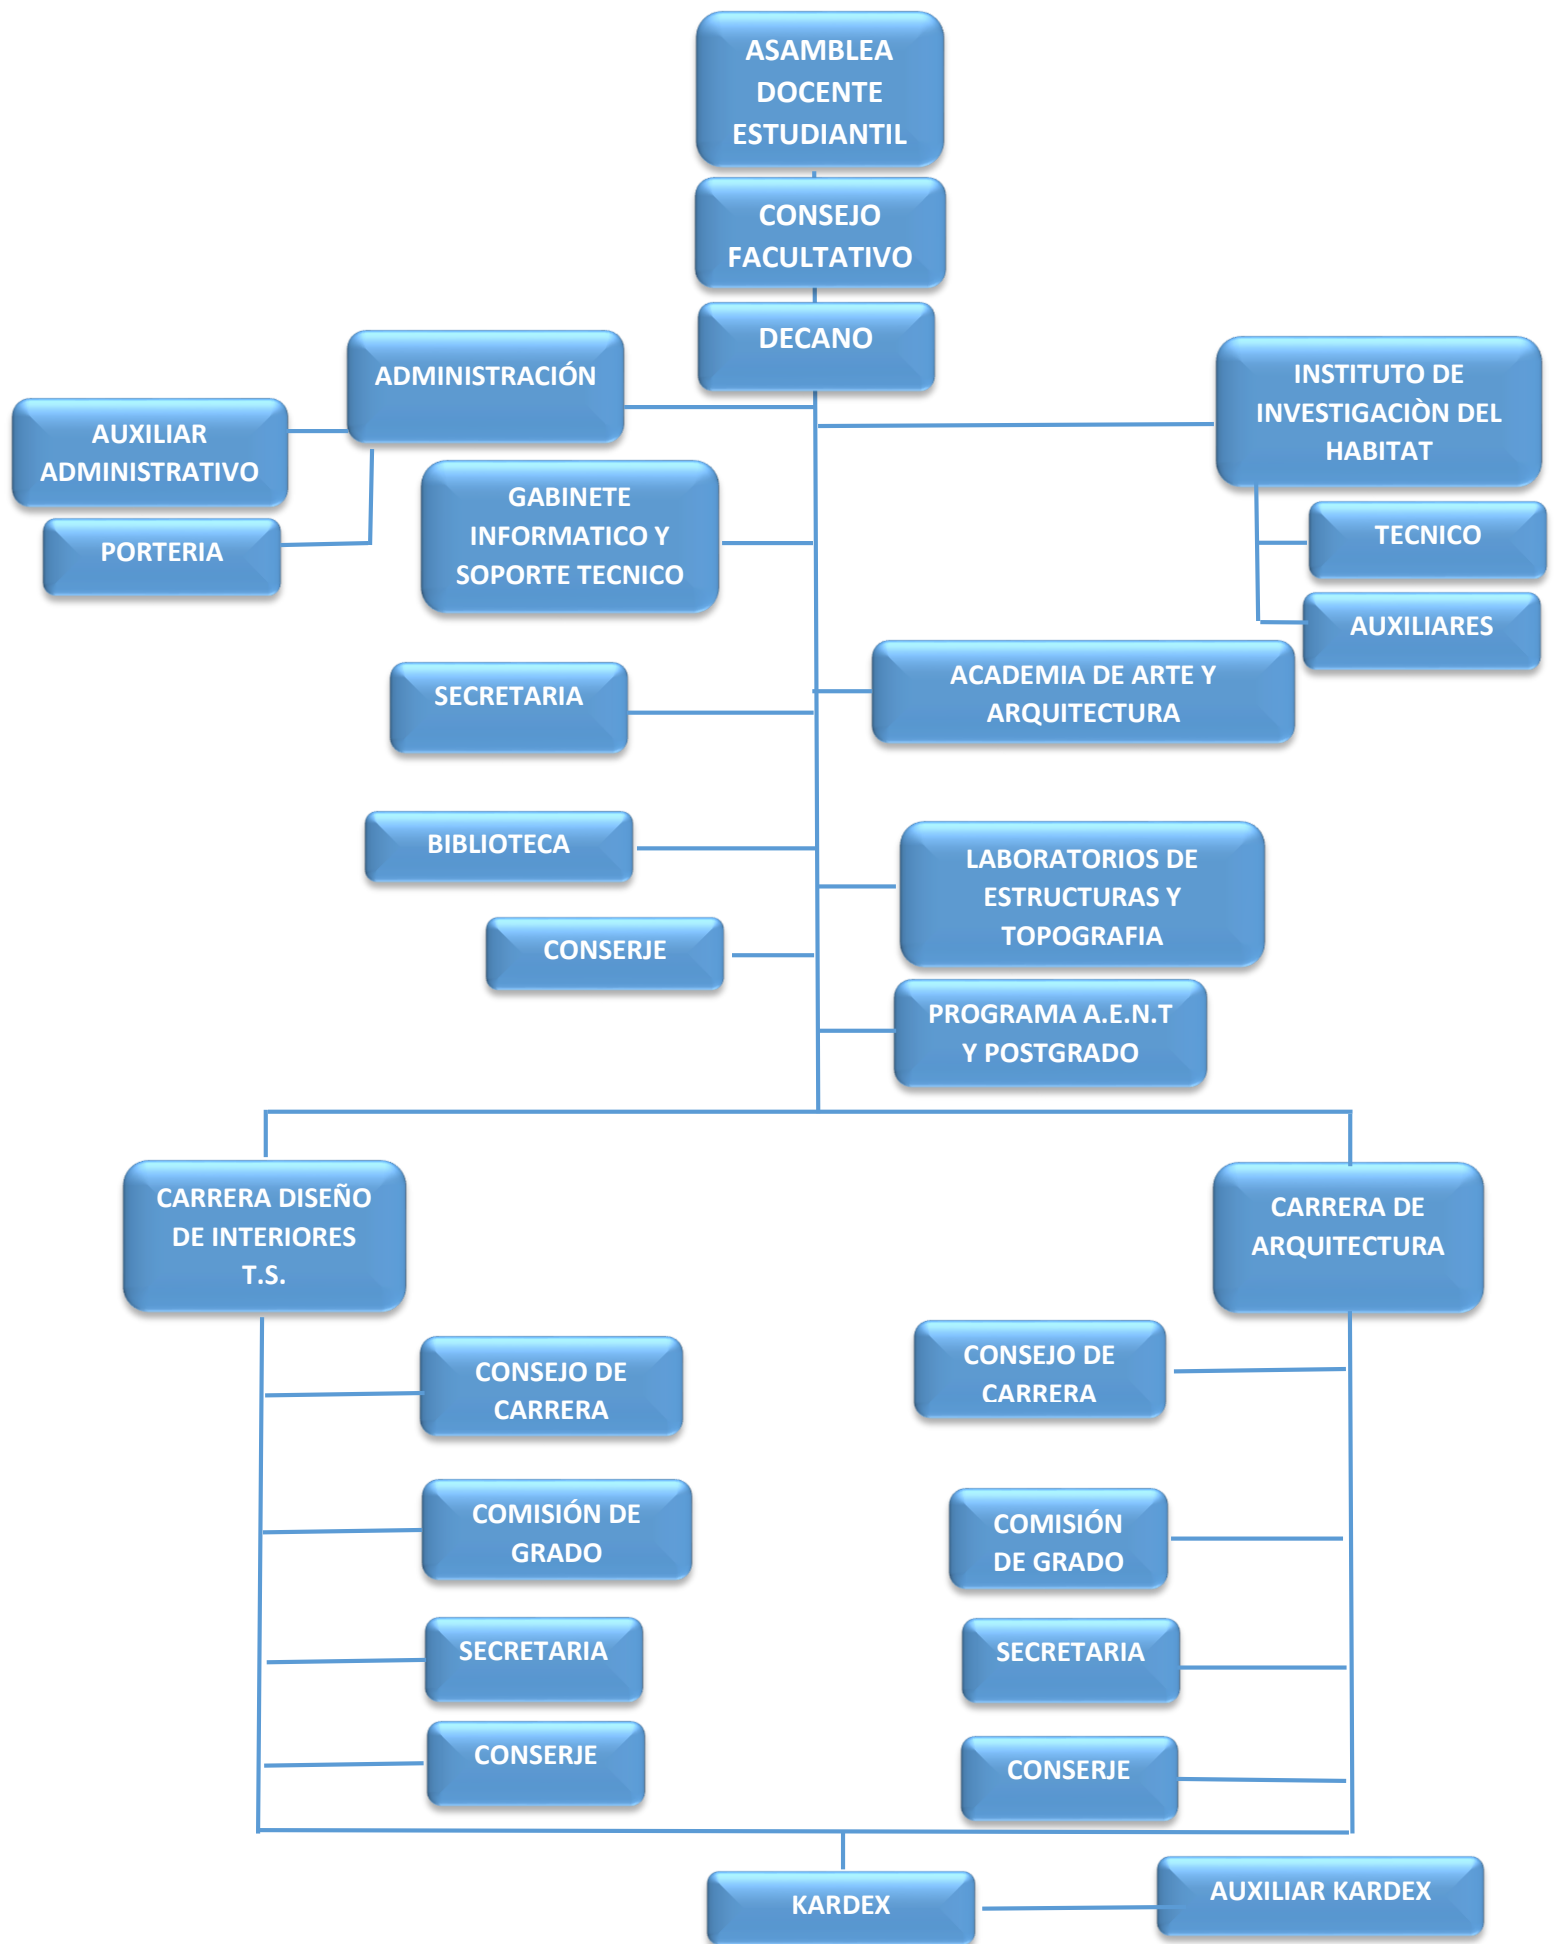 ASAMBLEA
DOCENTE
ESTUDIANTIL
CONSEJO
FACULTATIVO
DECANO
ADMINISTRACIÓN
AUXILIAR
ADMINISTRATIVO
PORTERIA
GABINETE
INFORMATICO Y
SOPORTE TECNICO
INSTITUTO DE
INVESTIGACIÒN DEL
HABITAT
TECNICO
AUXILIARES
SECRETARIA
ACADEMIA DE ARTE Y
ARQUITECTURA
BIBLIOTECA
LABORATORIOS DE
ESTRUCTURAS Y
TOPOGRAFIA
CONSERJE
PROGRAMA A.E.N.T
Y POSTGRADO
CARRERA DISEÑO
DE INTERIORES
T.S.
CONSEJO DE
CARRERA
COMISIÓN DE
GRADO
SECRETARIA
CONSERJE
CARRERA DE
ARQUITECTURA
CONSEJO DE
CARRERA
COMISIÓN
DE GRADO
SECRETARIA
CONSERJE
KARDEX
AUXILIAR KARDEX